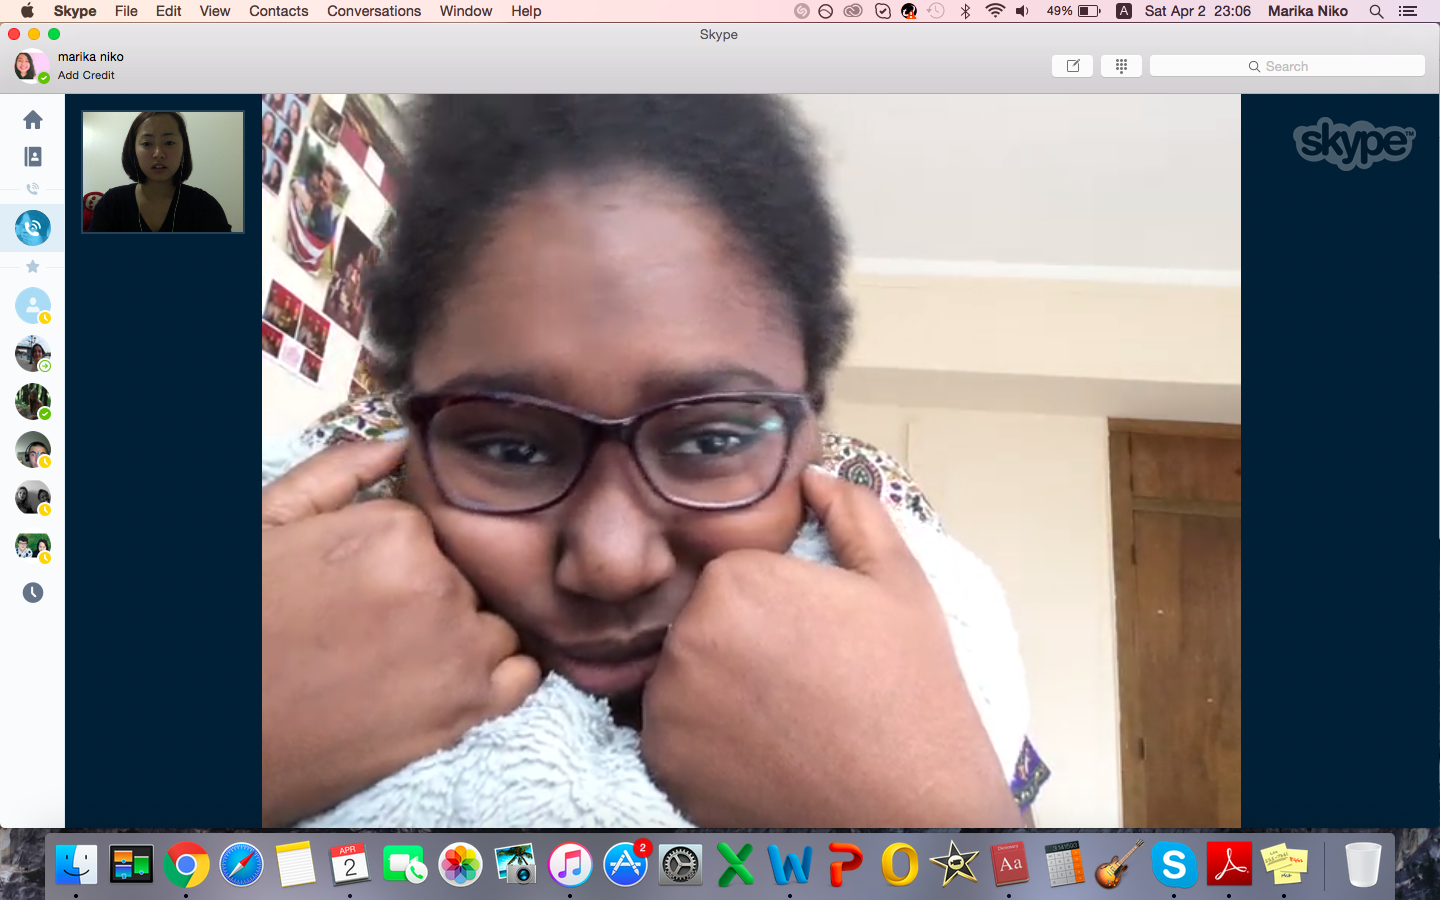 Skype File Edit View Contacts Conversations Window Help 49% A Sat Apr 2 23:06 Marika Niko
Skype
marika niko
Add Credit
Search
skype™
APR
2
2
Aa